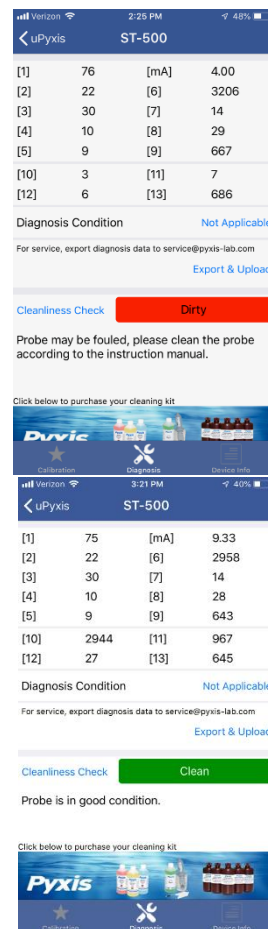 Verizon 2:25 PM 48%
uPyxis ST-500
[1] 76 [mA] 4.00
[2] 22 [6] 3206
[3] 30 [7] 14
[4] 10 [8] 29
[5] 9 [9] 667
[10] 3 [11] 7
[12] 6 [13] 686
Diagnosis Condition Not Applicable
For service, export diagnosis data to service@pyxis-lab.com
Export & Upload
Cleanliness Check Dirty
Probe may be fouled, please clean the probe
according to the instruction manual.
Click below to purchase your cleaning kit
Pyxis
Calibration Diagnosis Device Info
Verizon 3:21 PM 40%
uPyxis ST-500
[1] 75 [mA] 9.33
[2] 22 [6] 2958
[3] 30 [7] 14
[4] 10 [8] 28
[5] 9 [9] 643
[10] 2944 [11] 967
[12] 27 [13] 645
Diagnosis Condition Not Applicable
For service, export diagnosis data to service@pyxis-lab.com
Export & Upload
Cleanliness Check Clean
Probe is in good condition.
Click below to purchase your cleaning kit
Pyxis
Calibration Diagnosis Device Info